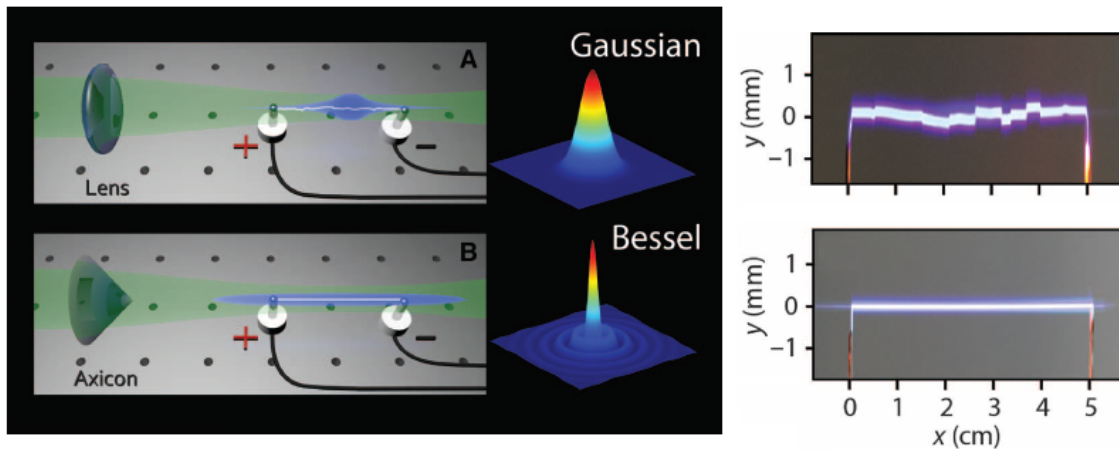 A
Gaussian
+
−
Lens
B
Bessel
+
−
Axicon
y (mm)
1
0
−1
y (mm)
1
0
−1
0 1 2 3 4 5
x (cm)